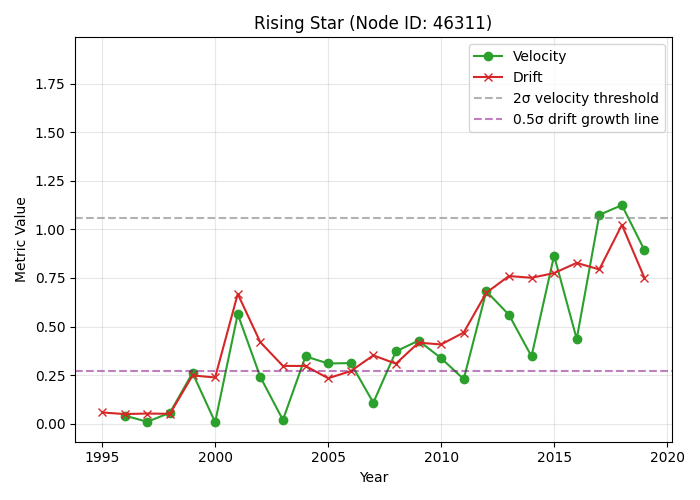 Rising Star (Node ID: 46311)
Velocity
Drift
2σ velocity threshold
0.5σ drift growth line
Metric Value
1.75
1.50
1.25
1.00
0.75
0.50
0.25
0.00
1995
2000
2005
2010
2015
2020
Year